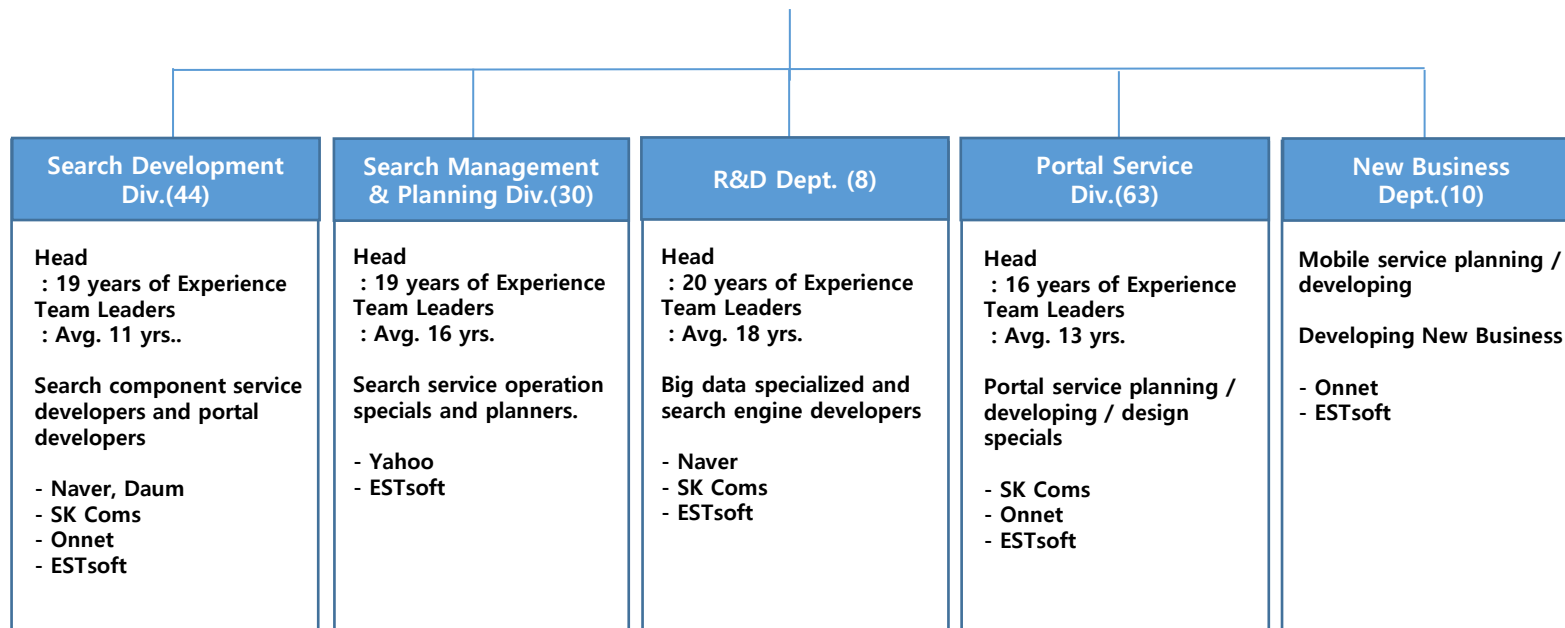 Search Development
Div.(44)
Head
: 19 years of Experience
Team Leaders
: Avg. 11 yrs..
Search component service
developers and portal
developers
- Naver, Daum
- SK Coms
- Onnet
- ESTsoft
Search Management
& Planning Div.(30)
Head
: 19 years of Experience
Team Leaders
: Avg. 16 yrs.
Search service operation
specials and planners.
- Yahoo
- ESTsoft
R&D Dept. (8)
Head
: 20 years of Experience
Team Leaders
: Avg. 18 yrs.
Big data specialized and
search engine developers
- Naver
- SK Coms
- ESTsoft
Portal Service
Div.(63)
Head
: 16 years of Experience
Team Leaders
: Avg. 13 yrs.
Portal service planning /
developing / design
specials
- SK Coms
- Onnet
- ESTsoft
New Business
Dept.(10)
Mobile service planning /
developing
Developing New Business
- Onnet
- ESTsoft